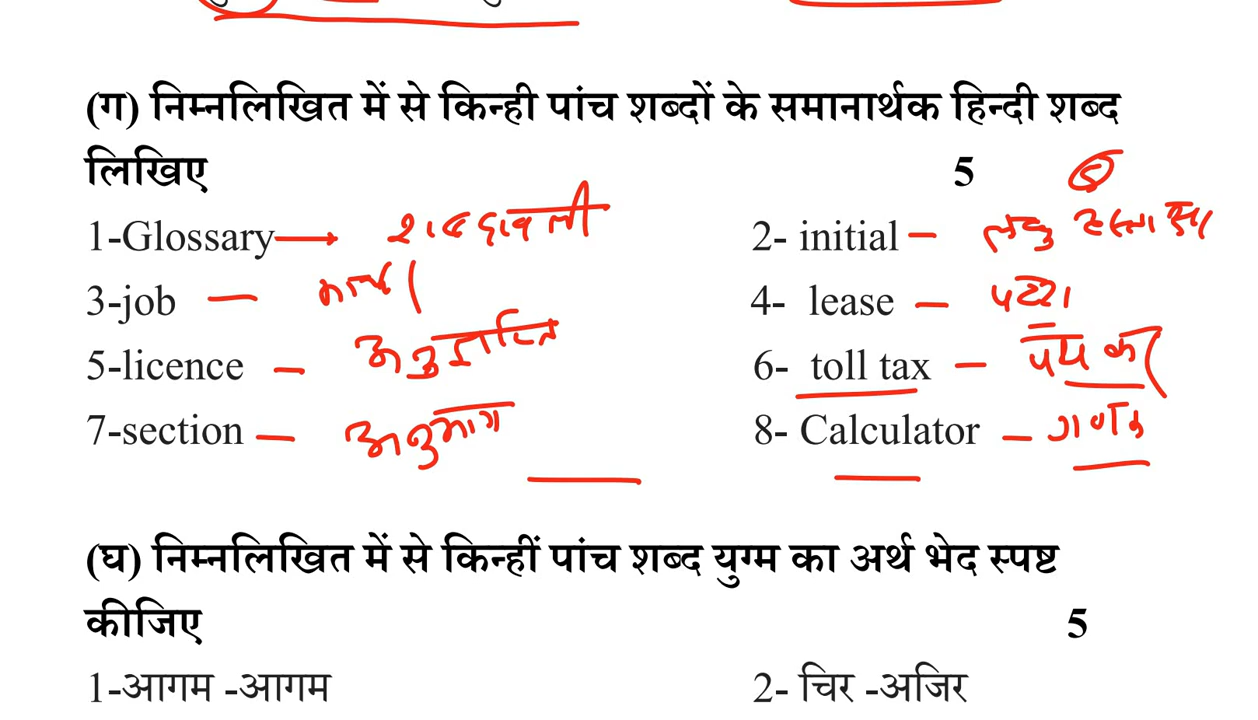 (ग) निम्नलिखित में से किन्ही पांच शब्दों के समानार्थक हिन्दी शब्द
लिखिए 5 5
1-Glossary → शब्दावली 2- initial – लघु हस्ताक्षर
3-job – कार्य 4- lease – पट्टा
5-licence – 6- toll tax – पथ कर
7-section – अनुभाग 8- Calculator – गणक
(घ) निम्नलिखित में से किन्हीं पांच शब्द युग्म का अर्थ भेद स्पष्ट
कीजिए 5
1-आगम -आगम 2- चिर -अजिर